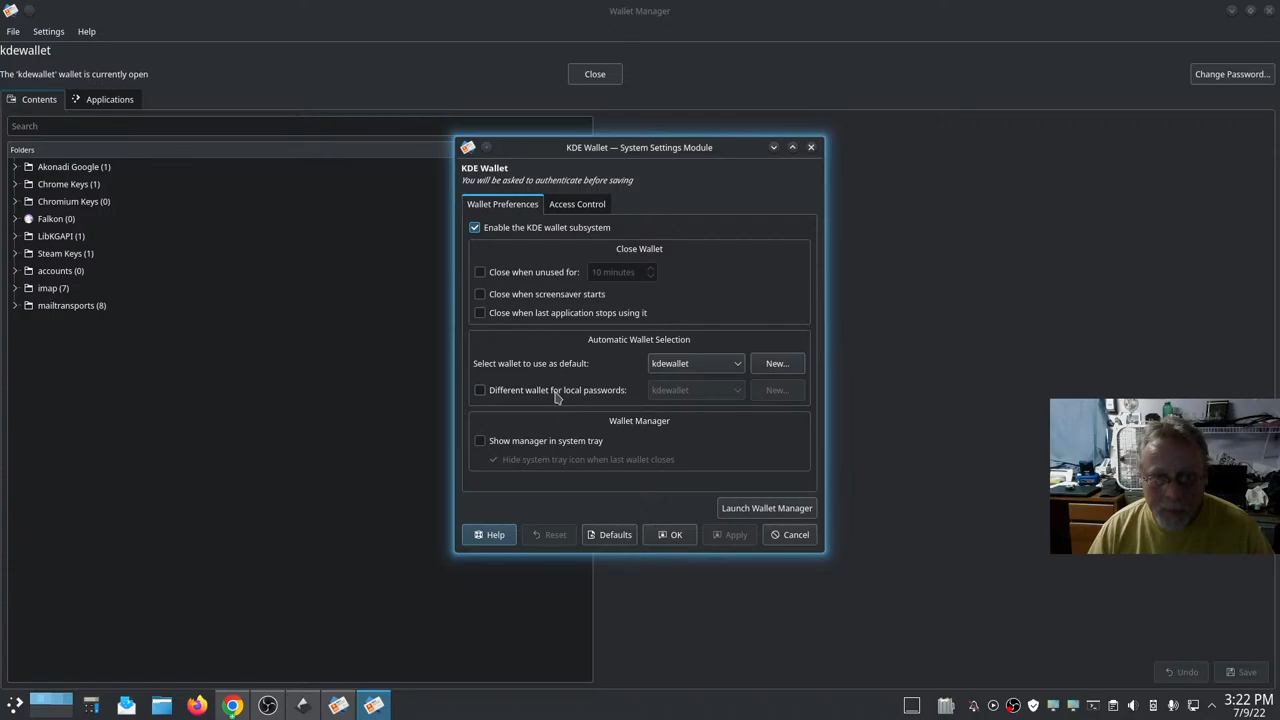 Wallet Manager
File Settings Help
kdewallet
The 'kdewallet' wallet is currently open
Close
Change Password...
Contents
Applications
Search
Folders
Akonadi Google (1)
Chrome Keys (1)
Chromium Keys (0)
Falkon (0)
LibKGAPI (1)
Steam Keys (1)
accounts (0)
imap (7)
mailtransports (8)
KDE Wallet — System Settings Module
KDE Wallet
You will be asked to authenticate before saving
Wallet Preferences
Access Control
Enable the KDE wallet subsystem
Close Wallet
Close when unused for: 10 minutes
Close when screensaver starts
Close when last application stops using it
Automatic Wallet Selection
Select wallet to use as default: kdewallet New...
Different wallet for local passwords: kdewallet New...
Wallet Manager
Show manager in system tray
Hide system tray icon when last wallet closes
Launch Wallet Manager
Help Reset Defaults OK Apply Cancel
Undo Save
3:22 PM
7/9/22